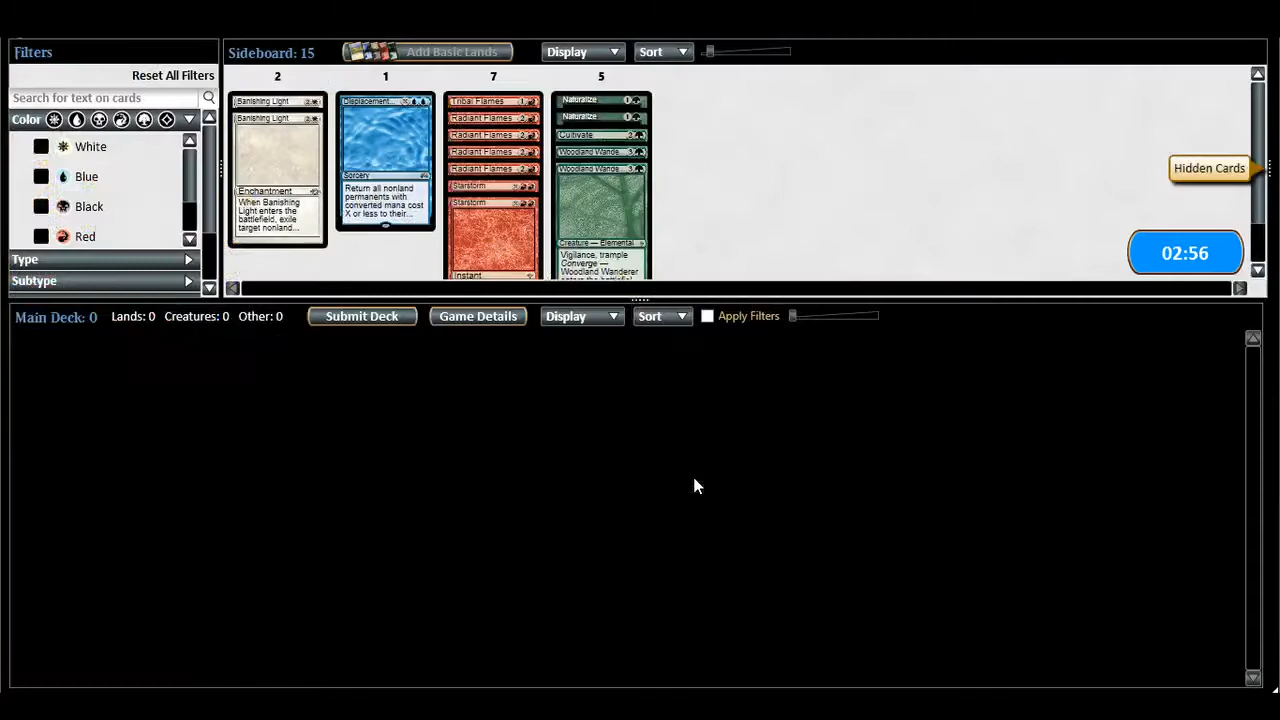 Filters
Reset All Filters
Search for text on cards
Color
White
Blue
Black
Red
Type
Subtype
Sideboard: 15
Add Basic Lands
Display
Sort
2
1
7
5
Banishing Light
Banishing Light
Enchantment
When Banishing
Light enters the
battlefield, exile
target nonland...
Displacement...
Sorcery
Return all nonland
permanents with
converted mana cost
X or less to their...
Tribal Flames
Radiant Flames
Radiant Flames
Radiant Flames
Radiant Flames
Starstorm
Starstorm
Instant
Naturalize
Naturalize
Cultivate
Woodland Wande
Woodland Wande
Creature — Elemental
Vigilance, trample
Converge —
Woodland Wanderer
Hidden Cards
02:56
Main Deck: 0
Lands: 0
Creatures: 0
Other: 0
Submit Deck
Game Details
Display
Sort
Apply Filters